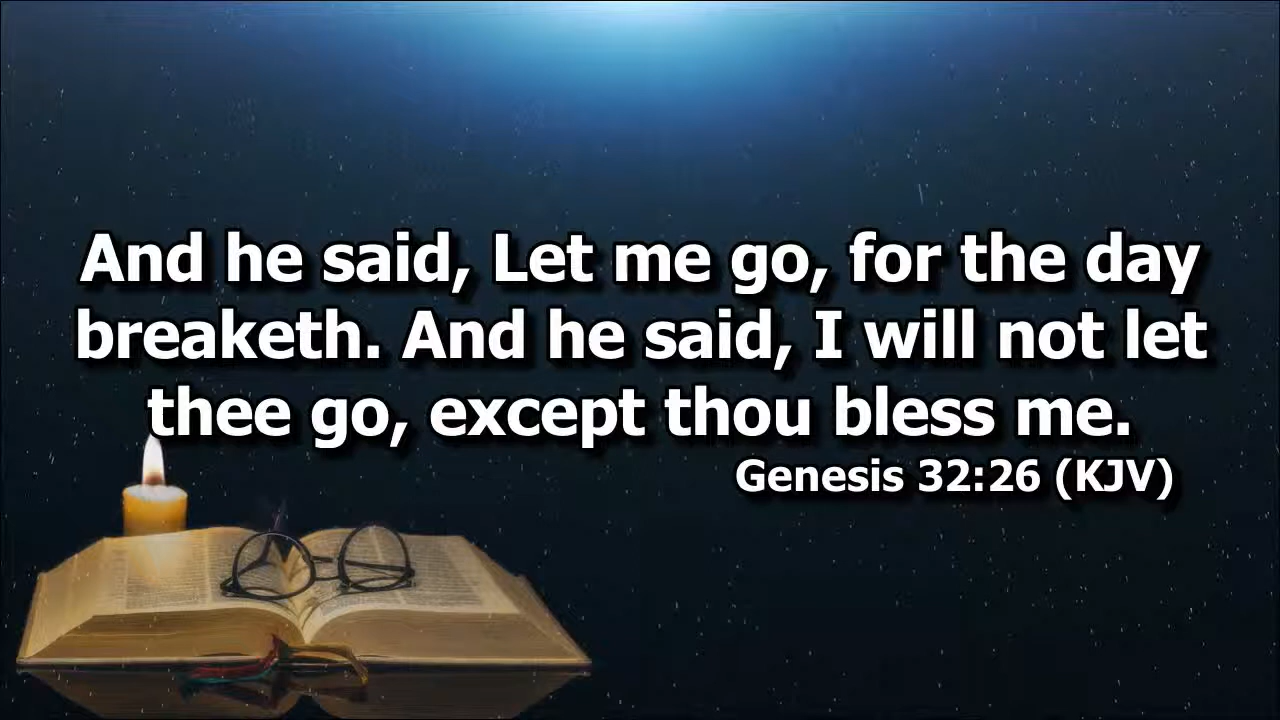 And he said, Let me go, for the day
breaketh. And he said, I will not let
thee go, except thou bless me.
Genesis 32:26 (KJV)